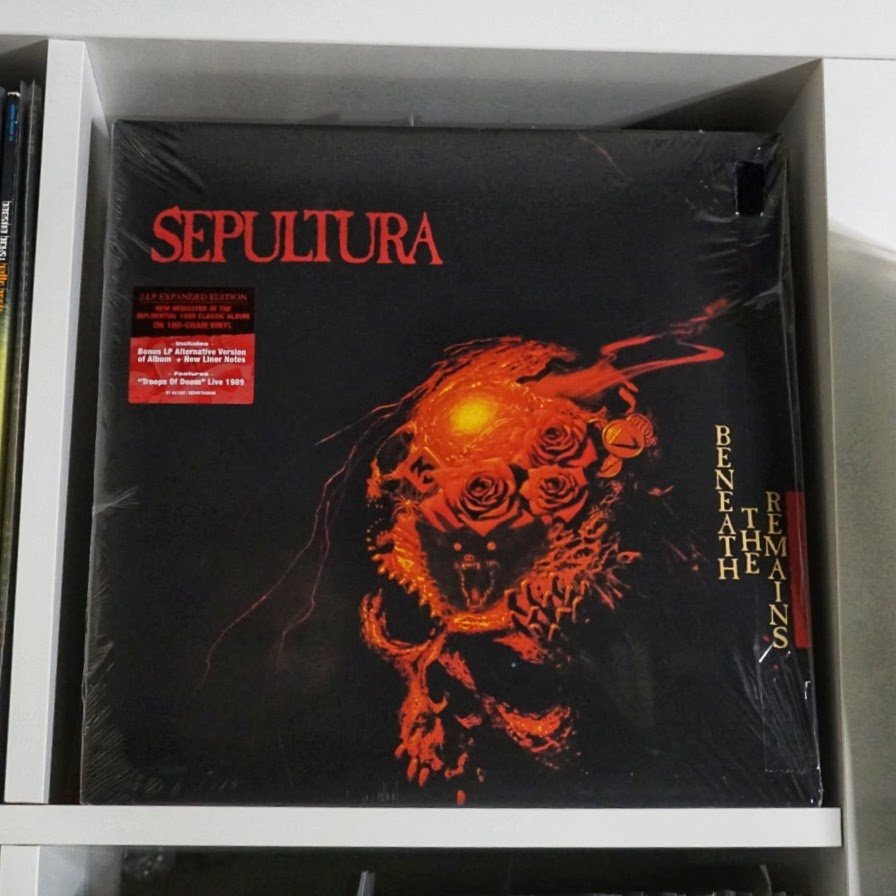 SEPULTURA
2-LP EXPANDED EDITION
NEW REMASTER OF THE
INFLUENTIAL 1989 CLASSIC ALBUM
ON 180-GRAM VINYL
- Includes -
Bonus LP Alternative Version
of Album + New Liner Notes
- Features -
"Troops Of Doom" Live 1989
BENEATH
THE
REMAINS